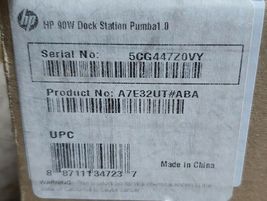 hp HP 90W Dock Station Pumba1.0
Serial No: 5CG44720VY
Product No: A7E32UT#ABA
UPC
Made in China
8 87111 34723 7